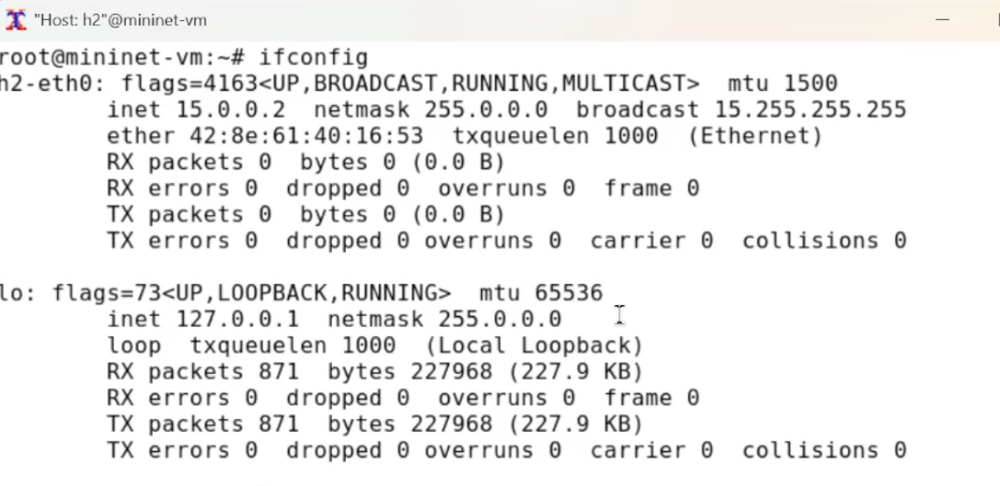 "Host: h2"@mininet-vm
root@mininet-vm:~# ifconfig
h2-eth0: flags=4163<UP,BROADCAST,RUNNING,MULTICAST>  mtu 1500
        inet 15.0.0.2  netmask 255.0.0.0  broadcast 15.255.255.255
        ether 42:8e:61:40:16:53  txqueuelen 1000  (Ethernet)
        RX packets 0  bytes 0 (0.0 B)
        RX errors 0  dropped 0  overruns 0  frame 0
        TX packets 0  bytes 0 (0.0 B)
        TX errors 0  dropped 0 overruns 0  carrier 0  collisions 0

lo: flags=73<UP,LOOPBACK,RUNNING>  mtu 65536
        inet 127.0.0.1  netmask 255.0.0.0
        loop  txqueuelen 1000  (Local Loopback)
        RX packets 871  bytes 227968 (227.9 KB)
        RX errors 0  dropped 0  overruns 0  frame 0
        TX packets 871  bytes 227968 (227.9 KB)
        TX errors 0  dropped 0 overruns 0  carrier 0  collisions 0